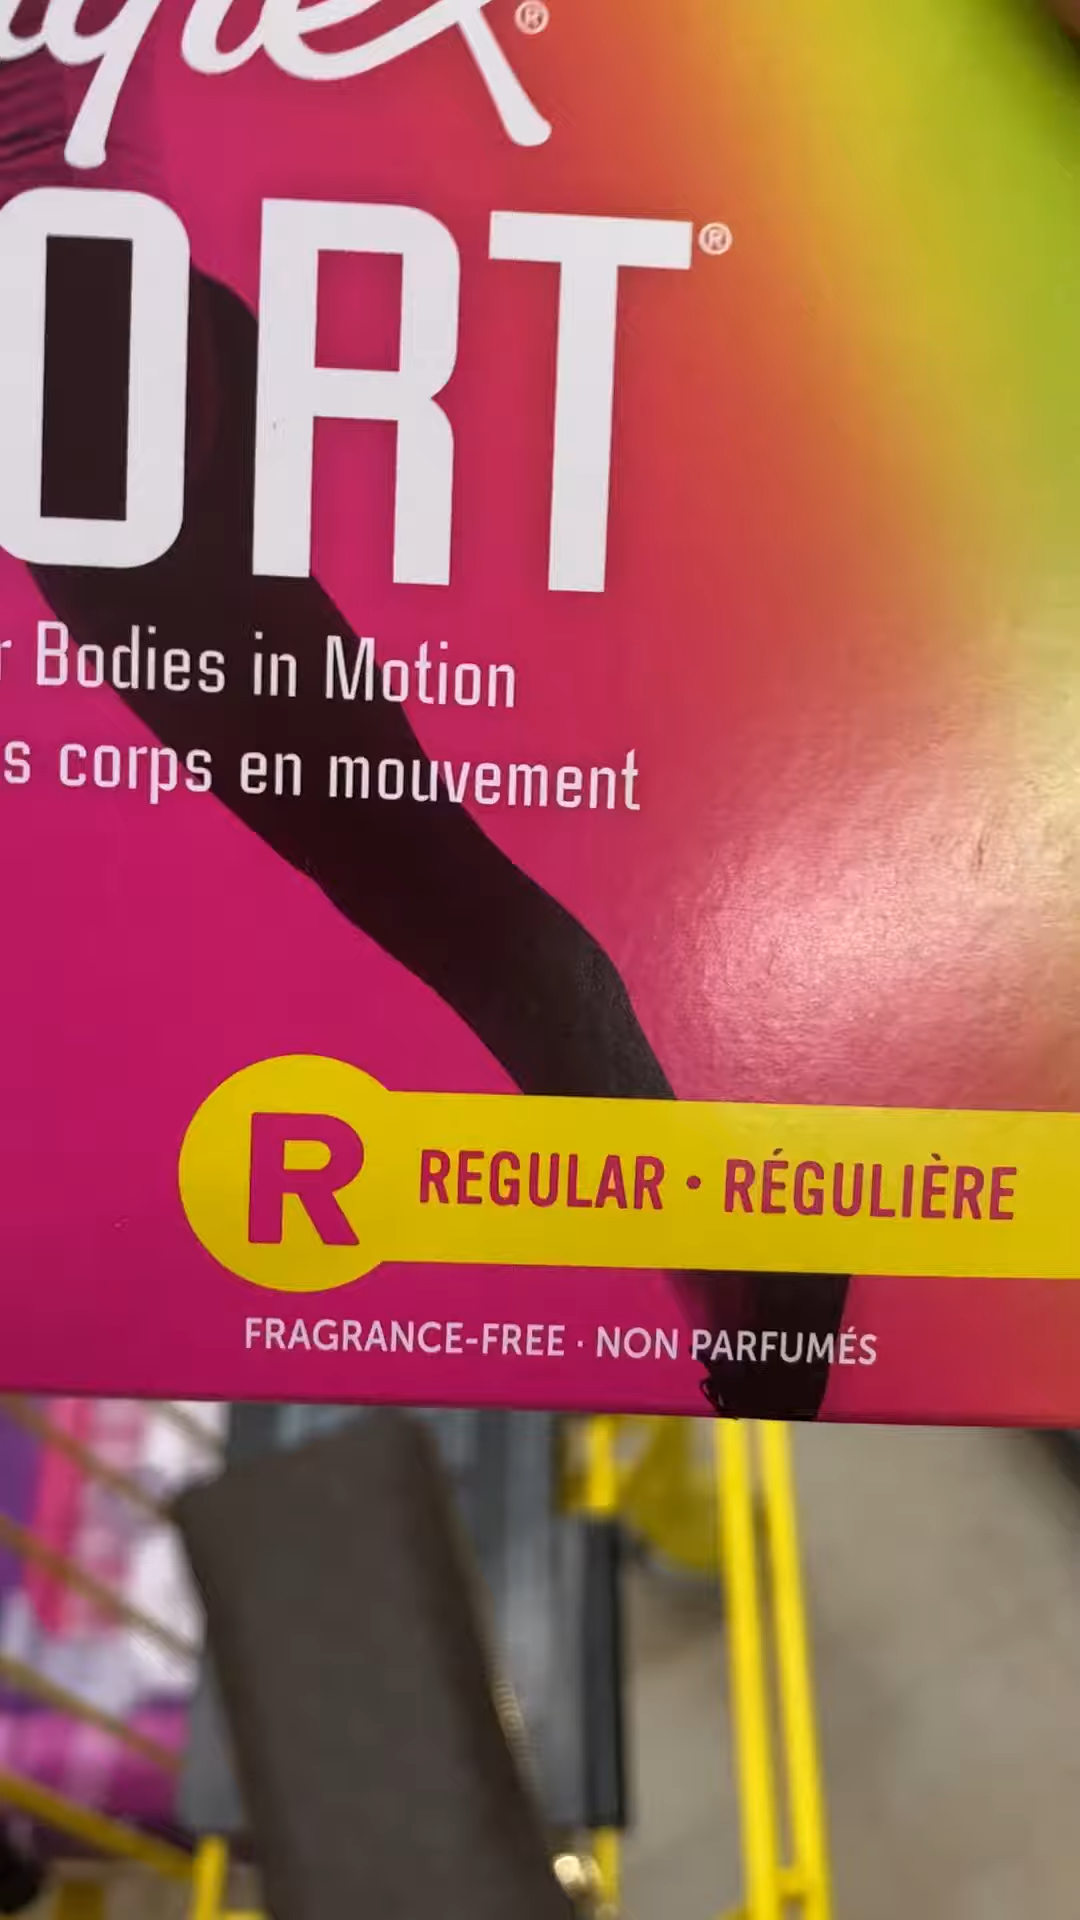 ®
ORT®
Bodies in Motion
corps en mouvement
R REGULAR · RÉGULIÈRE
FRAGRANCE-FREE · NON PARFUMÉS